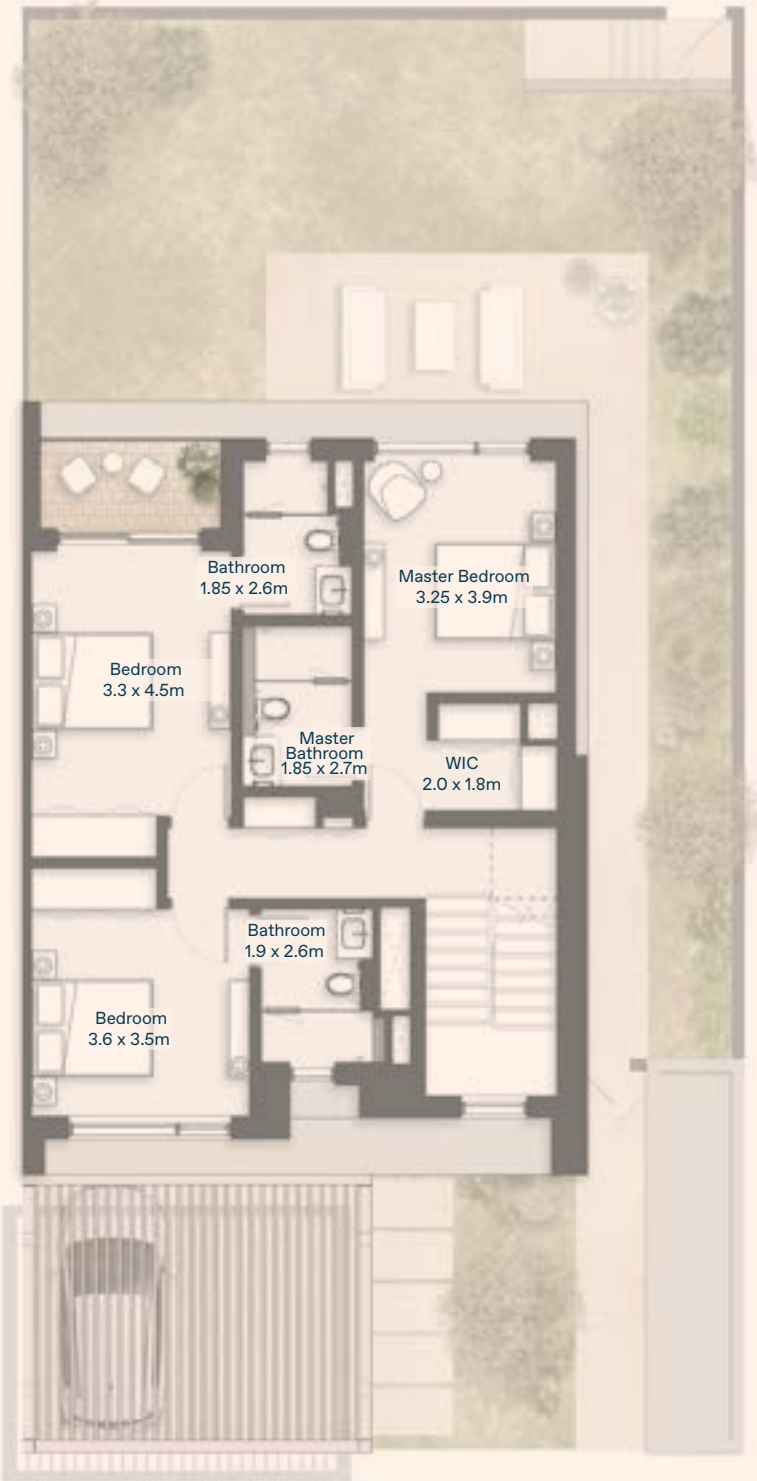 Bathroom
1.85 x 2.6m
Master Bedroom
3.25 x 3.9m
Bedroom
3.3 x 4.5m
Master
Bathroom
1.85 x 2.7m
WIC
2.0 x 1.8m
Bathroom
1.9 x 2.6m
Bedroom
3.6 x 3.5m